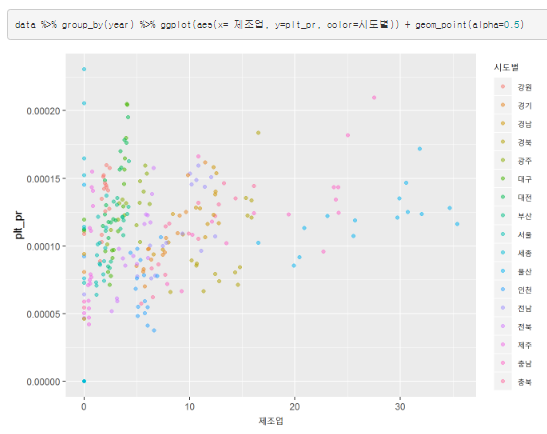 data %>% group_by(year) %>% ggplot(aes(x= 제조업, y=plt_pr, color=시도별)) + geom_point(alpha=0.5)
시도별
강원
경기
경남
경북
광주
대구
대전
부산
서울
세종
울산
인천
전남
전북
제주
충남
충북
plt_pr
0.00020
0.00015
0.00010
0.00005
0.00000
0
10
20
30
제조업